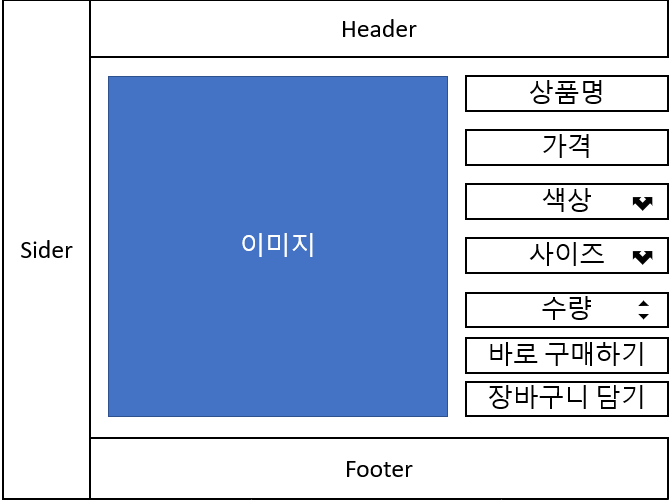 Header
Sider
이미지
상품명
가격
색상
사이즈
수량
바로 구매하기
장바구니 담기
Footer